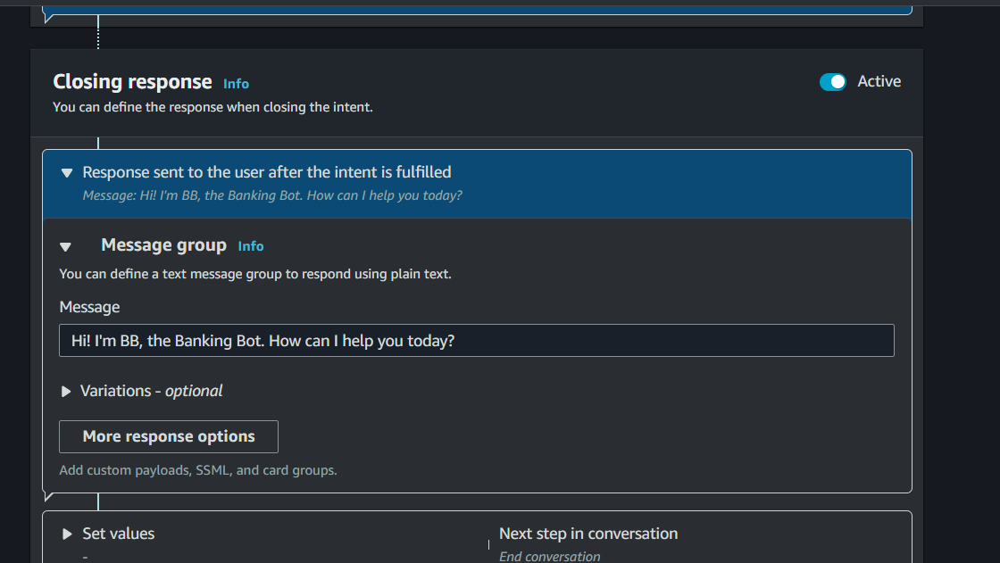 Closing response Info
Active
You can define the response when closing the intent.
Response sent to the user after the intent is fulfilled
Message: Hi! I'm BB, the Banking Bot. How can I help you today?
Message group Info
You can define a text message group to respond using plain text.
Message
Hi! I'm BB, the Banking Bot. How can I help you today?
Variations - optional
More response options
Add custom payloads, SSML, and card groups.
Set values
-
Next step in conversation
End conversation